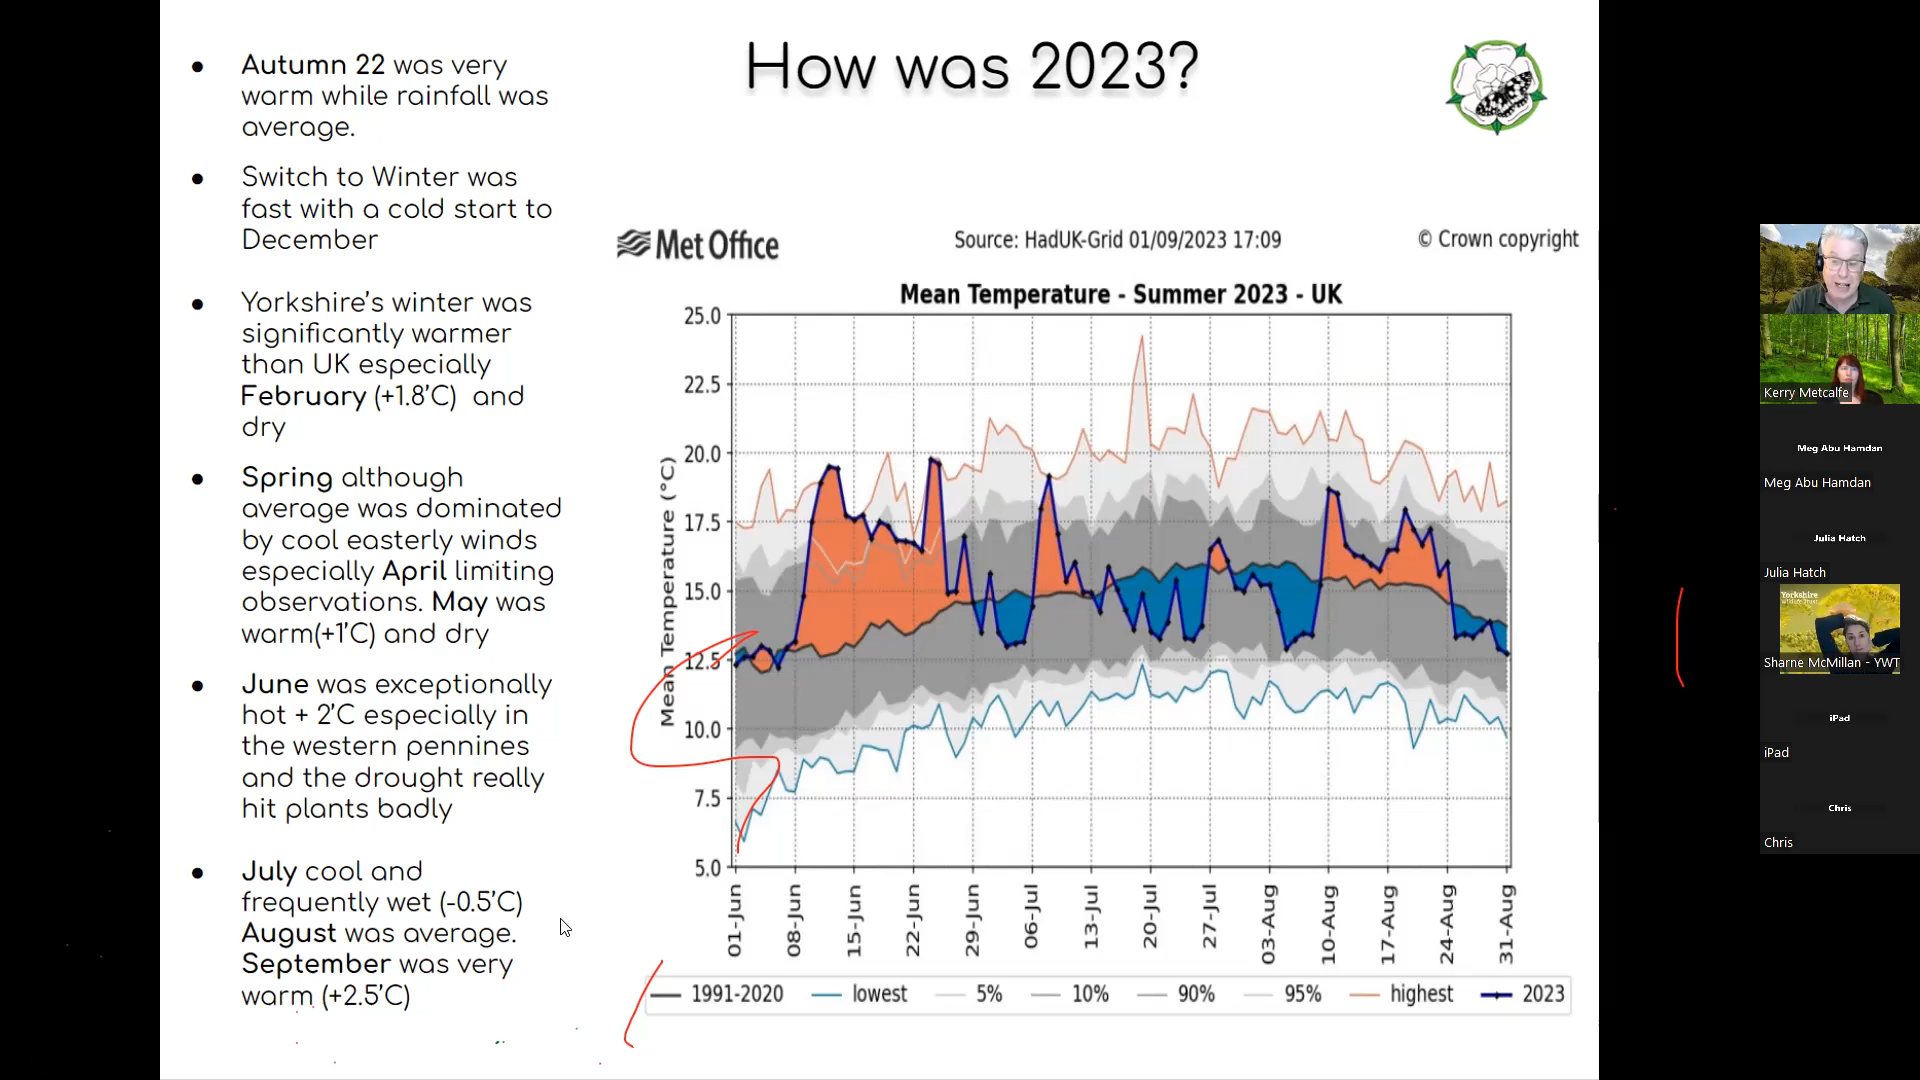 How was 2023?
● Autumn 22 was very
warm while rainfall was
average.
● Switch to Winter was
fast with a cold start to
December
● Yorkshire's winter was
significantly warmer
than UK especially
February (+1.8'C) and
dry
● Spring although
average was dominated
by cool easterly winds
especially April limiting
observations. May was
warm(+1'C) and dry
● June was exceptionally
hot + 2'C especially in
the western pennines
and the drought really
hit plants badly
● July cool and
frequently wet (-0.5'C)
August was average.
September was very
warm (+2.5'C)
Met Office
Source: HadUK-Grid 01/09/2023 17:09
© Crown copyright
Mean Temperature - Summer 2023 - UK
Mean Temperature (°C)
25.0
22.5
20.0
17.5
15.0
12.5
10.0
7.5
5.0
01-Jun
08-Jun
15-Jun
22-Jun
29-Jun
06-Jul
13-Jul
20-Jul
27-Jul
03-Aug
10-Aug
17-Aug
24-Aug
31-Aug
1991-2020 lowest 5% 10% 90% 95% highest 2023
Kerry Metcalfe
Meg Abu Hamdan
Meg Abu Hamdan
Julia Hatch
Julia Hatch
Yorkshire
Sharne McMillan - YWT
iPad
iPad
Chris
Chris